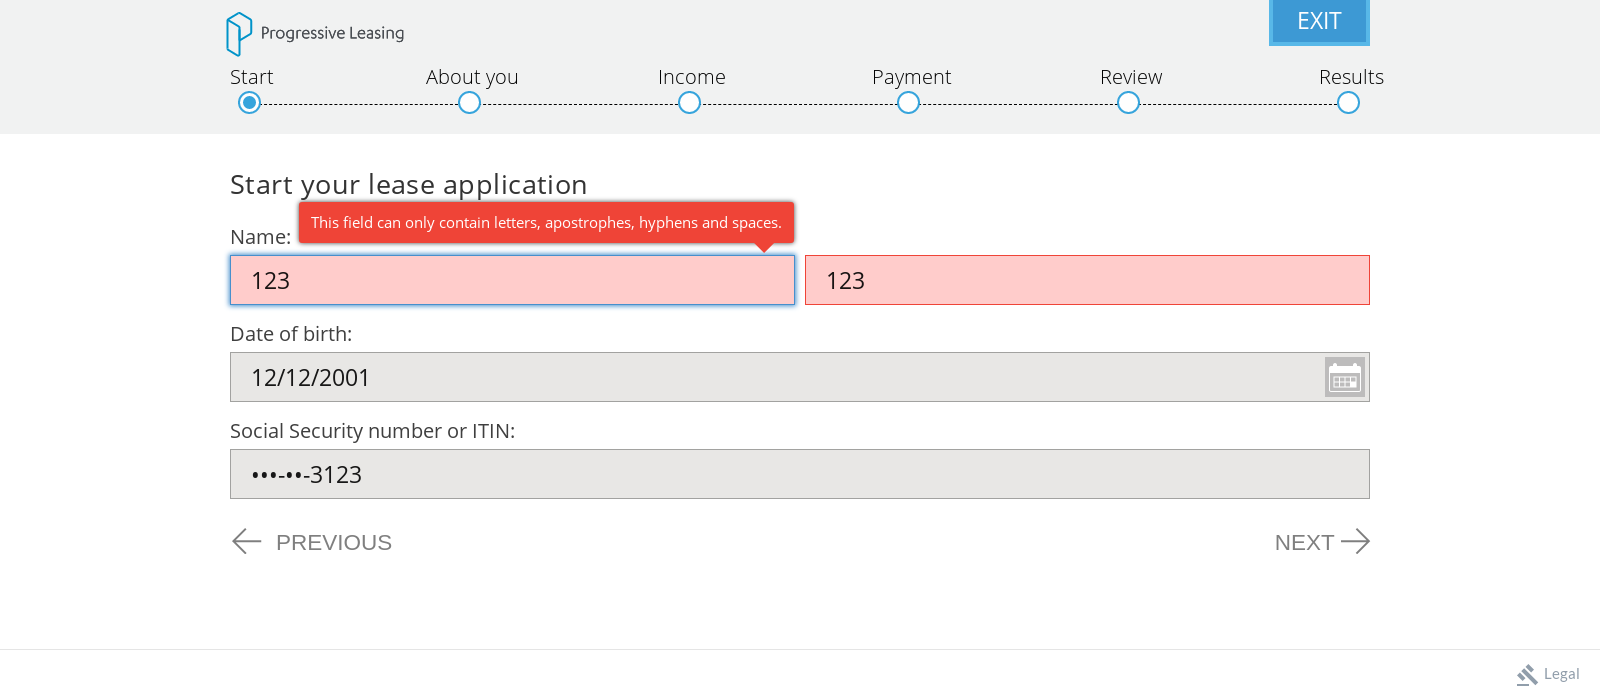 Progressive Leasing
EXIT
Start
About you
Income
Payment
Review
Results
Start your lease application
This field can only contain letters, apostrophes, hyphens and spaces.
Name:
123
123
Date of birth:
12/12/2001
Social Security number or ITIN:
•••-••-3123
PREVIOUS
NEXT
Legal